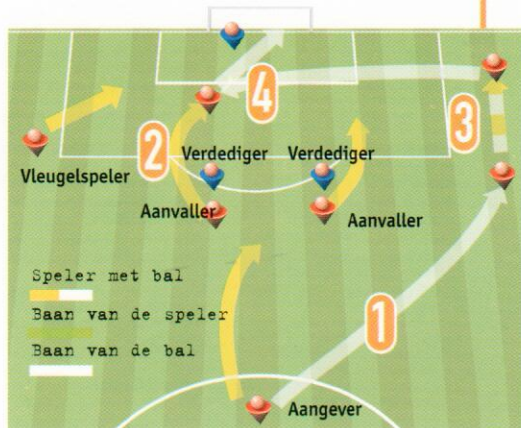 4
3
2
Verdediger
Verdediger
Vleugelspeler
Aanvaller
Aanvaller
Speler met bal
Baan van de speler
Baan van de bal
1
Aangever